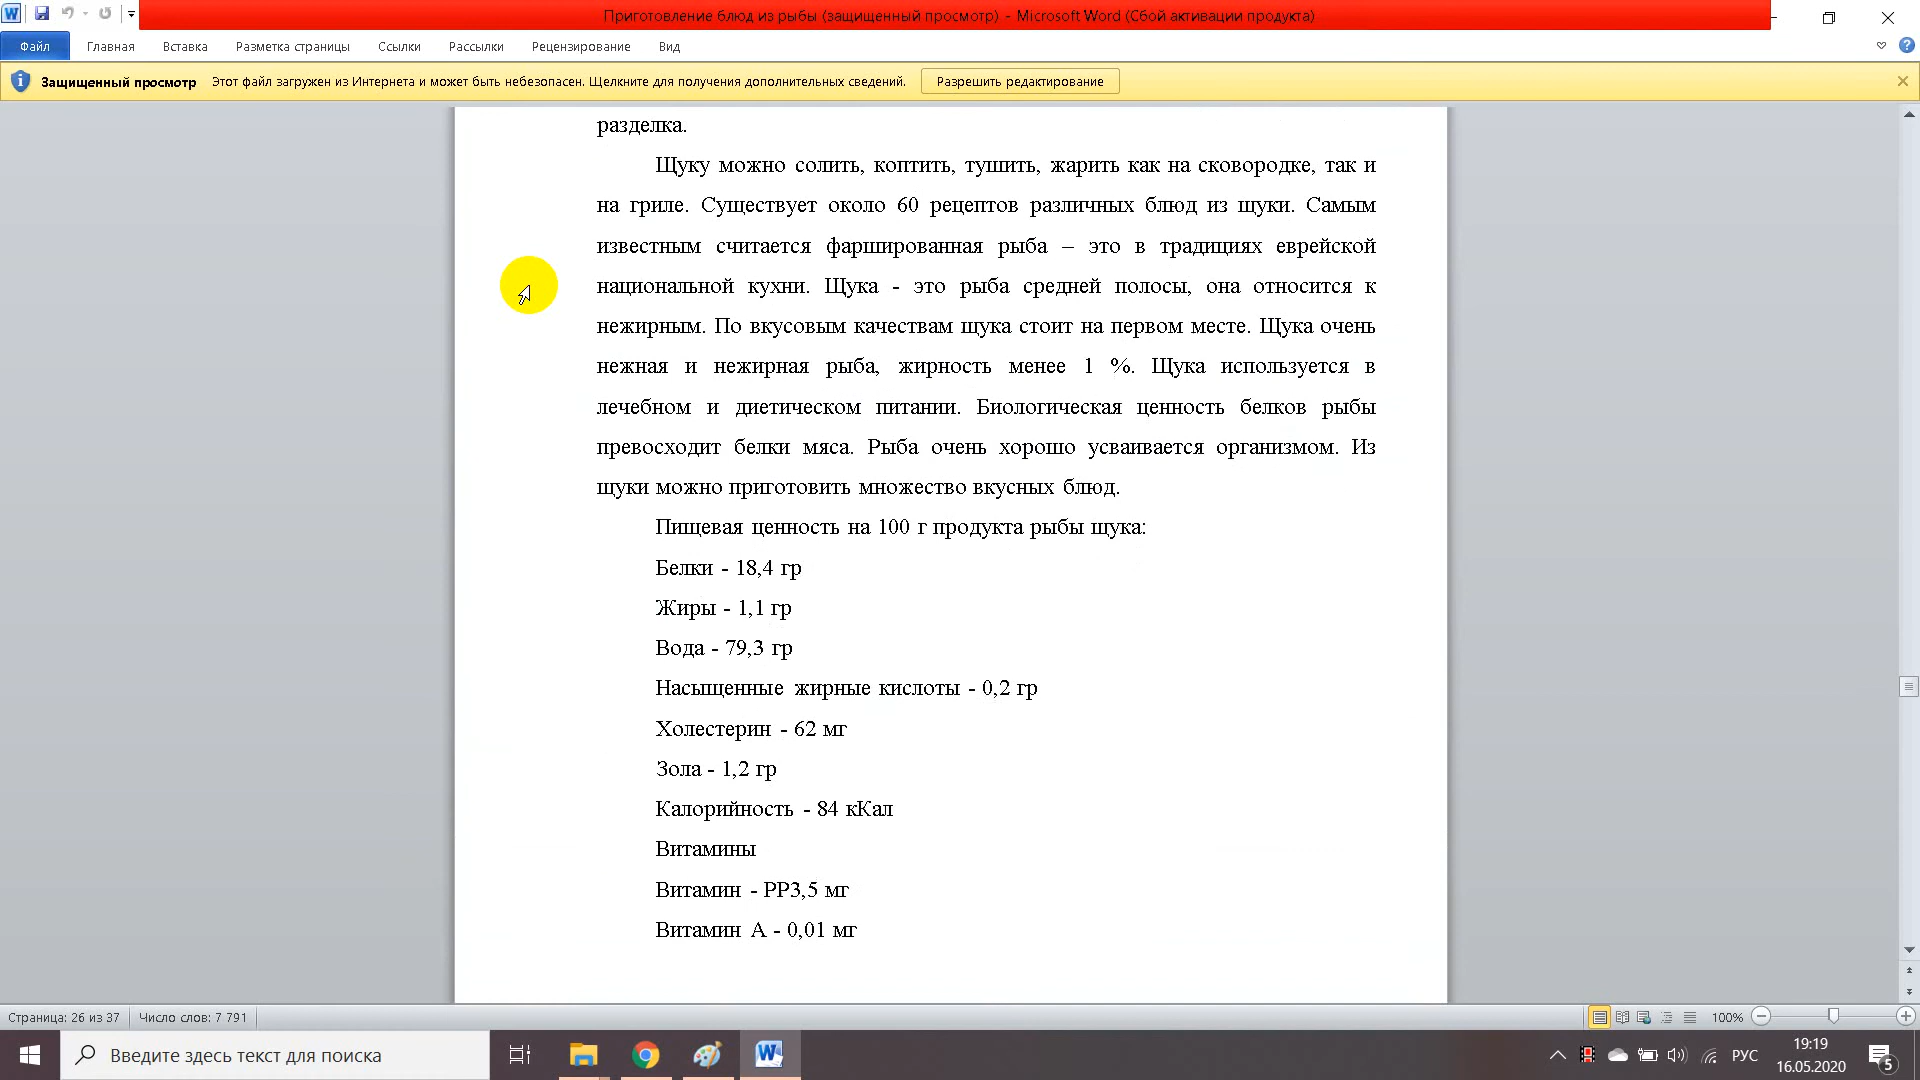 Приготовление блюд из рыбы (защищенный просмотр) - Microsoft Word (Сбой активации продукта)
Файл Главная Вставка Разметка страницы Ссылки Рассылки Рецензирование Вид
Защищенный просмотр Этот файл загружен из Интернета и может быть небезопасен. Щелкните для получения дополнительных сведений. Разрешить редактирование
разделка.
Щуку можно солить, коптить, тушить, жарить как на сковородке, так и
на гриле. Существует около 60 рецептов различных блюд из щуки. Самым
известным считается фаршированная рыба – это в традициях еврейской
национальной кухни. Щука - это рыба средней полосы, она относится к
нежирным. По вкусовым качествам щука стоит на первом месте. Щука очень
нежная и нежирная рыба, жирность менее 1 %. Щука используется в
лечебном и диетическом питании. Биологическая ценность белков рыбы
превосходит белки мяса. Рыба очень хорошо усваивается организмом. Из
щуки можно приготовить множество вкусных блюд.
Пищевая ценность на 100 г продукта рыбы щука:
Белки - 18,4 гр
Жиры - 1,1 гр
Вода - 79,3 гр
Насыщенные жирные кислоты - 0,2 гр
Холестерин - 62 мг
Зола - 1,2 гр
Калорийность - 84 кКал
Витамины
Витамин - РР3,5 мг
Витамин А - 0,01 мг
Страница: 26 из 37 Число слов: 7 791 100%
Введите здесь текст для поиска
РУС
19:19
16.05.2020
5